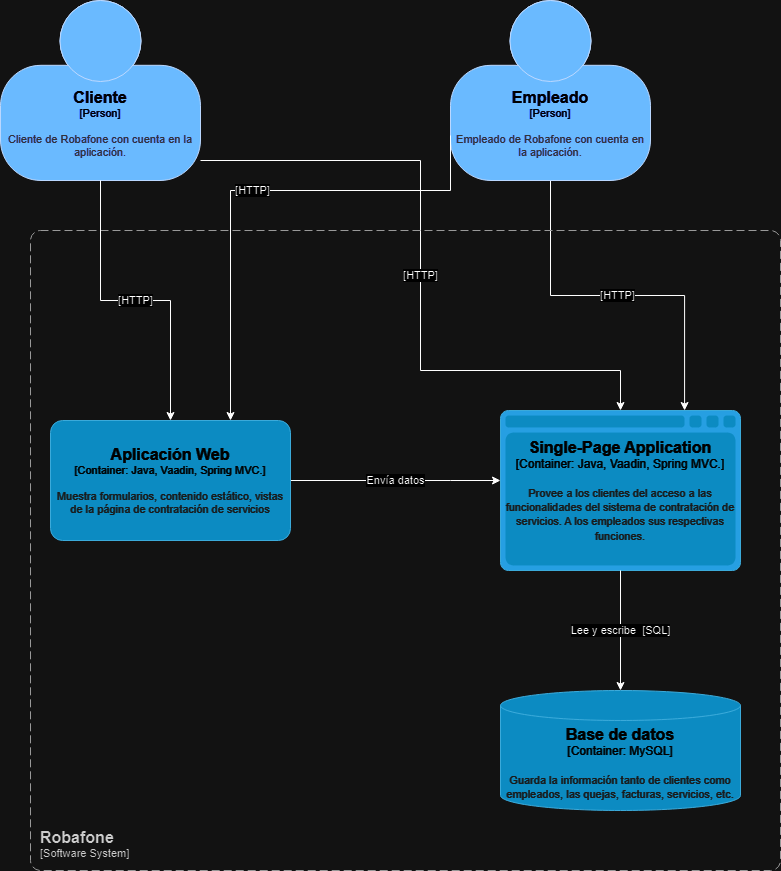 Cliente
[Person]
Cliente de Robafone con cuenta en la
aplicación.
Empleado
[Person]
Empleado de Robafone con cuenta en
la aplicación.
[HTTP]
[HTTP]
[HTTP]
[HTTP]
Aplicación Web
[Container: Java, Vaadin, Spring MVC.]
Muestra formularios, contenido estático, vistas
de la página de contratación de servicios
Envía datos
Single-Page Application
[Container: Java, Vaadin, Spring MVC.]
Provee a los clientes del acceso a las
funcionalidades del sistema de contratación de
servicios. A los empleados sus respectivas
funciones.
Lee y escribe [SQL]
Base de datos
[Container: MySQL]
Guarda la información tanto de clientes como
empleados, las quejas, facturas, servicios, etc.
Robafone
[Software System]